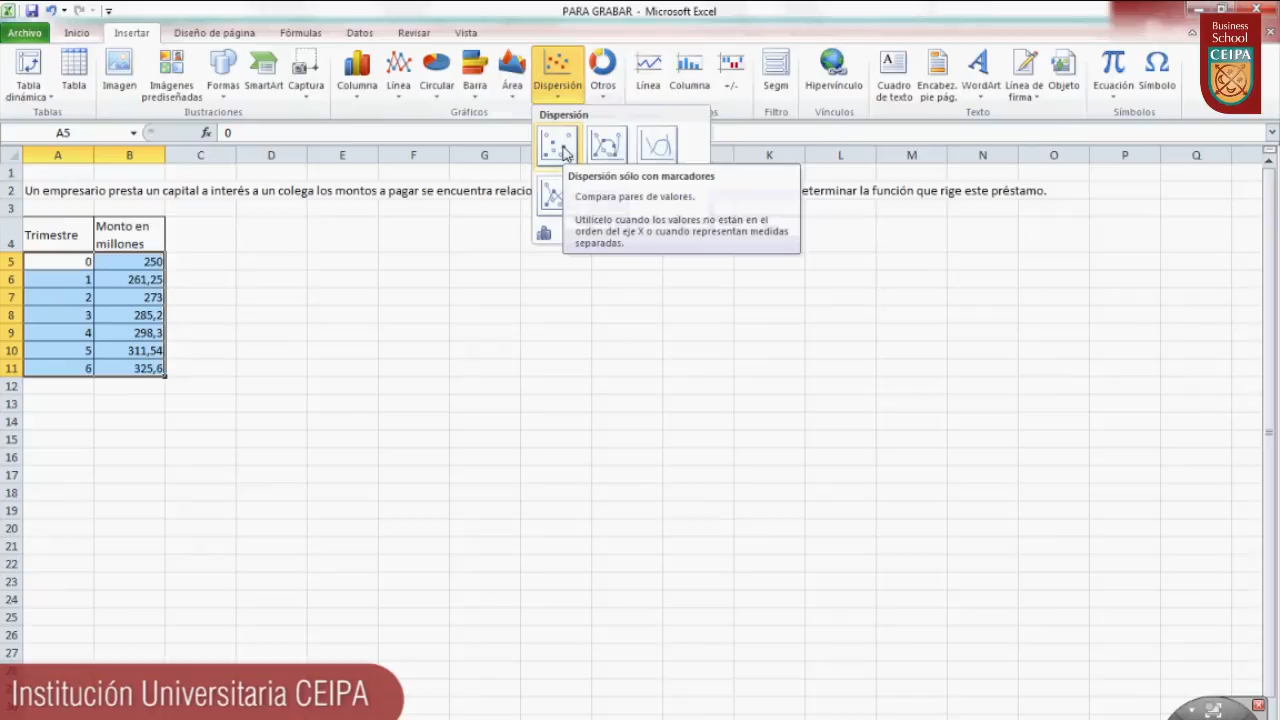 PARA GRABAR - Microsoft Excel
Archivo Inicio Insertar Diseño de página Fórmulas Datos Revisar Vista
Business
School
CEIPA
Tabla
dinámica
Tabla
Imagen
Imágenes
prediseñadas
Formas
SmartArt
Captura
Columna
Línea
Circular
Barra
Área
Dispersión
Otros
Línea
Columna
+/-
Segm
Hipervínculo
Cuadro
de texto
Encabez.
pie pág.
WordArt
Línea de
firma
Objeto
Ecuación
Símbolo
Tablas Ilustraciones Gráficos Filtro Vínculos Texto Símbolos
A5 fx 0
Dispersión
Dispersión sólo con marcadores
Compara pares de valores.
Utilícelo cuando los valores no están en el
orden del eje X o cuando representan medidas
separadas.
A B C D E F G K L M N O P Q
1
2 Un empresario presta un capital a interés a un colega los montos a pagar se encuentra relacio eterminar la función que rige este préstamo.
3
4 Trimestre Monto en
millones
5 0 250
6 1 261,25
7 2 273
8 3 285,2
9 4 298,3
10 5 311,54
11 6 325,6
12
13
14
15
16
17
18
19
20
21
22
23
24
25
26
27
Institución Universitaria CEIPA